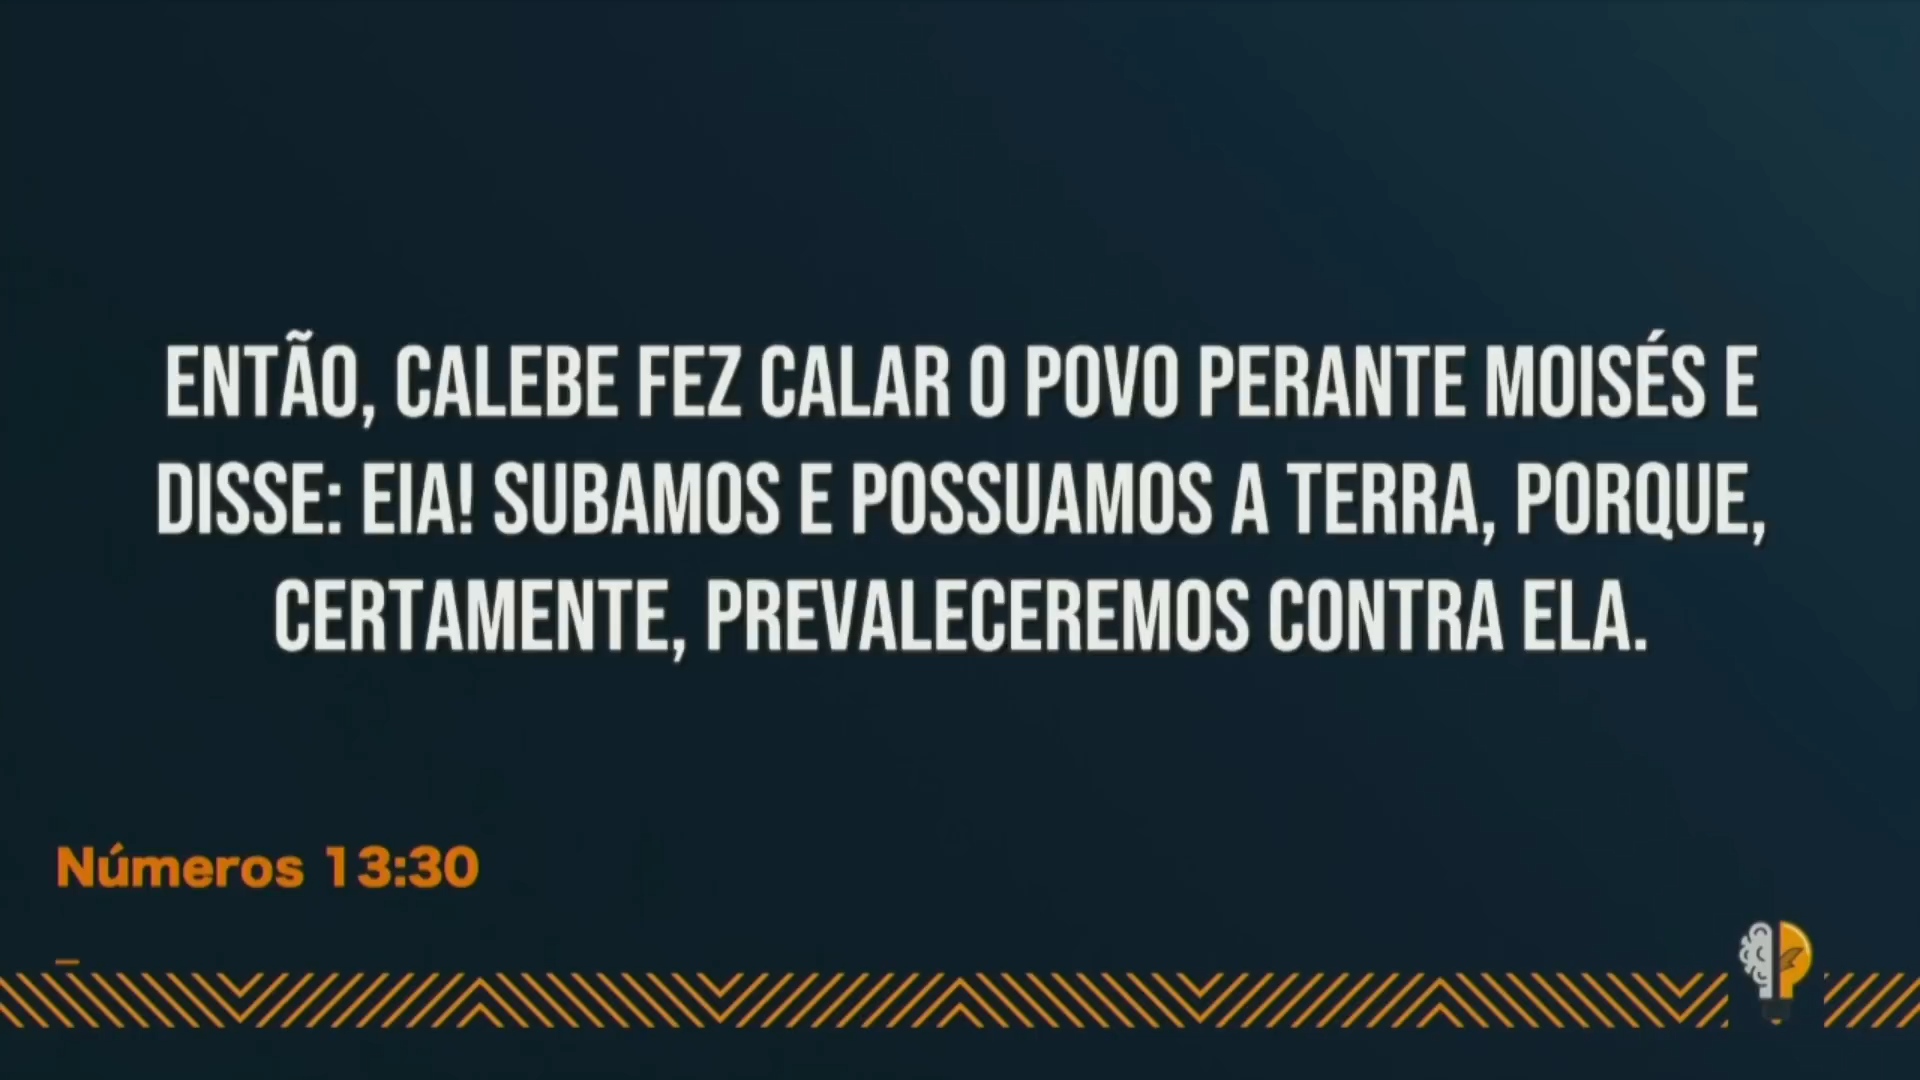 ENTÃO, CALEBE FEZ CALAR O POVO PERANTE MOISÉS E
DISSE: EIA! SUBAMOS E POSSUAMOS A TERRA, PORQUE,
CERTAMENTE, PREVALECEREMOS CONTRA ELA.
Números 13:30